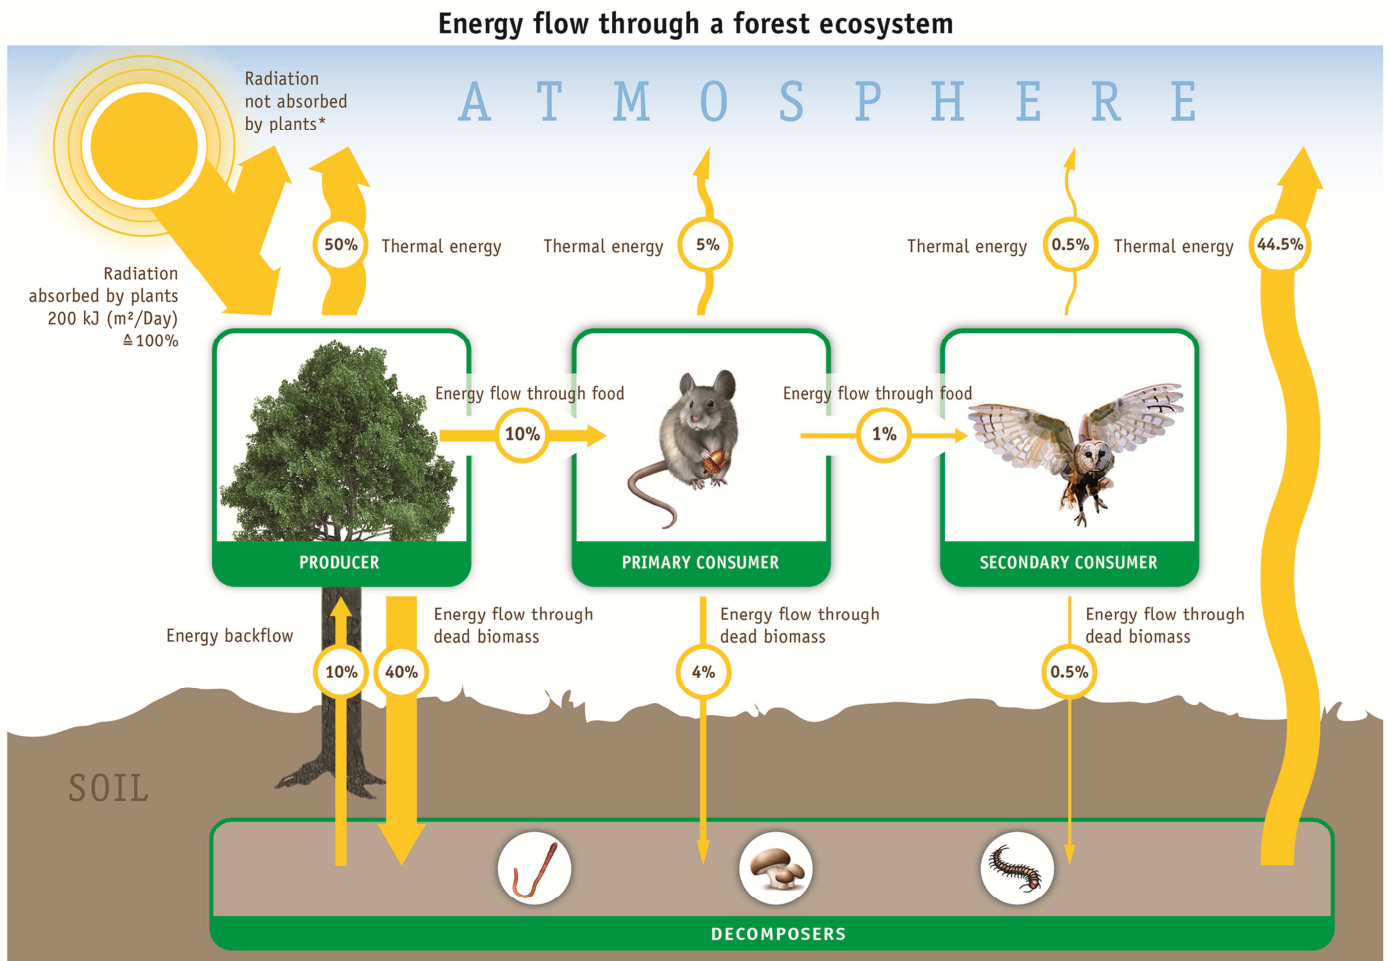 Energy flow through a forest ecosystem
ATMOSPHERE
Radiation
not absorbed
by plants*
50%
Thermal energy
Thermal energy
5%
Thermal energy
0.5%
Thermal energy
44.5%
Radiation
absorbed by plants
200 kJ (m²/Day)
≙100%
Energy flow through food
10%
Energy flow through food
1%
PRODUCER
PRIMARY CONSUMER
SECONDARY CONSUMER
Energy backflow
10%
40%
Energy flow through
dead biomass
4%
Energy flow through
dead biomass
0.5%
Energy flow through
dead biomass
SOIL
DECOMPOSERS